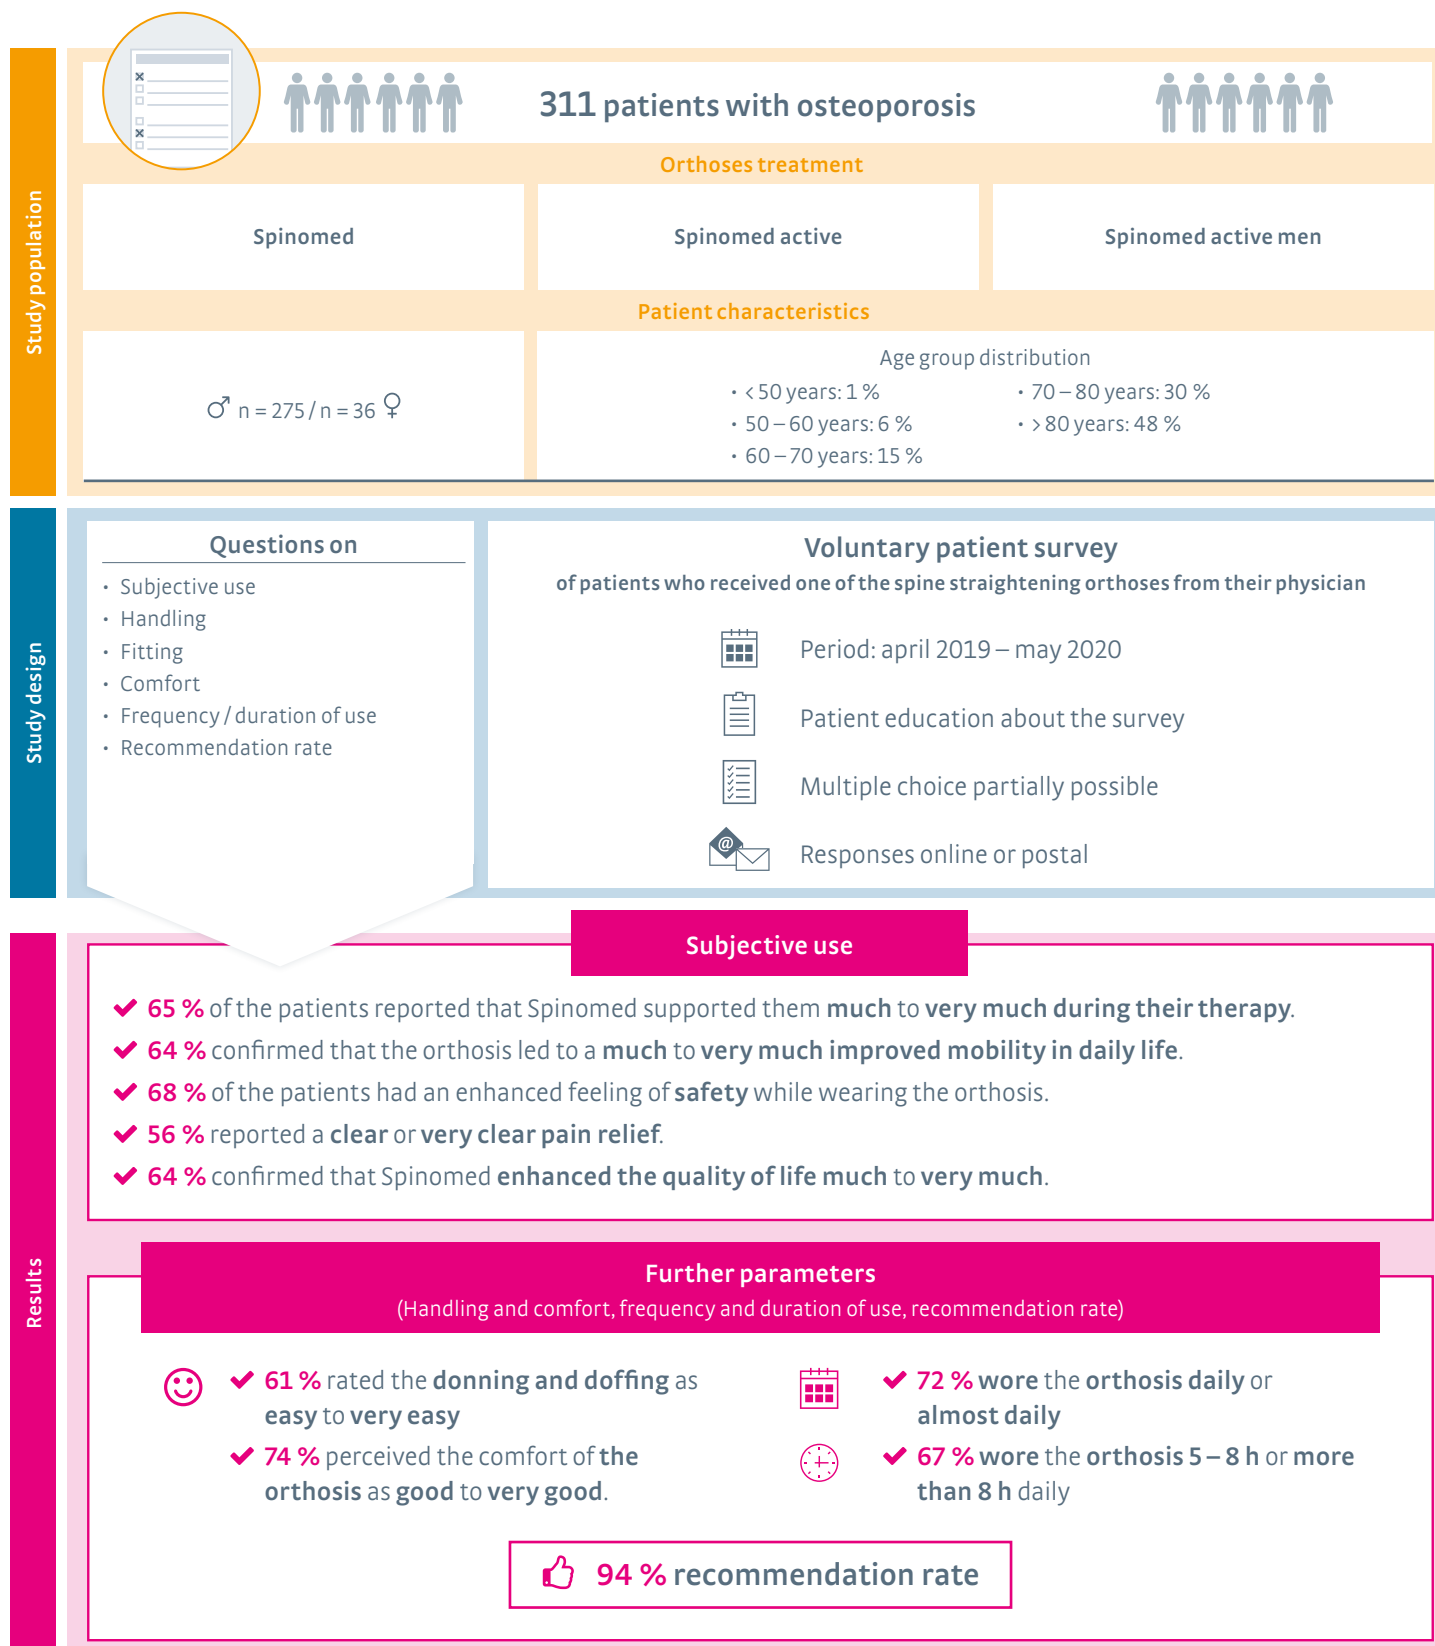 Study population
311 patients with osteoporosis
Orthoses treatment
Spinomed
Spinomed active
Spinomed active men
Patient characteristics
♂ n = 275 / n = 36 ♀
Age group distribution
• < 50 years: 1 %
• 50 – 60 years: 6 %
• 60 – 70 years: 15 %
• 70 – 80 years: 30 %
• > 80 years: 48 %
Study design
Questions on
• Subjective use
• Handling
• Fitting
• Comfort
• Frequency / duration of use
• Recommendation rate
Voluntary patient survey
of patients who received one of the spine straightening orthoses from their physician
Period: april 2019 – may 2020
Patient education about the survey
Multiple choice partially possible
@
Responses online or postal
Results
Subjective use
✔ 65 % of the patients reported that Spinomed supported them much to very much during their therapy.
✔ 64 % confirmed that the orthosis led to a much to very much improved mobility in daily life.
✔ 68 % of the patients had an enhanced feeling of safety while wearing the orthosis.
✔ 56 % reported a clear or very clear pain relief.
✔ 64 % confirmed that Spinomed enhanced the quality of life much to very much.
Further parameters
(Handling and comfort, frequency and duration of use, recommendation rate)
✔ 61 % rated the donning and doffing as
easy to very easy
✔ 74 % perceived the comfort of the
orthosis as good to very good.
✔ 72 % wore the orthosis daily or
almost daily
✔ 67 % wore the orthosis 5 – 8 h or more
than 8 h daily
94 % recommendation rate